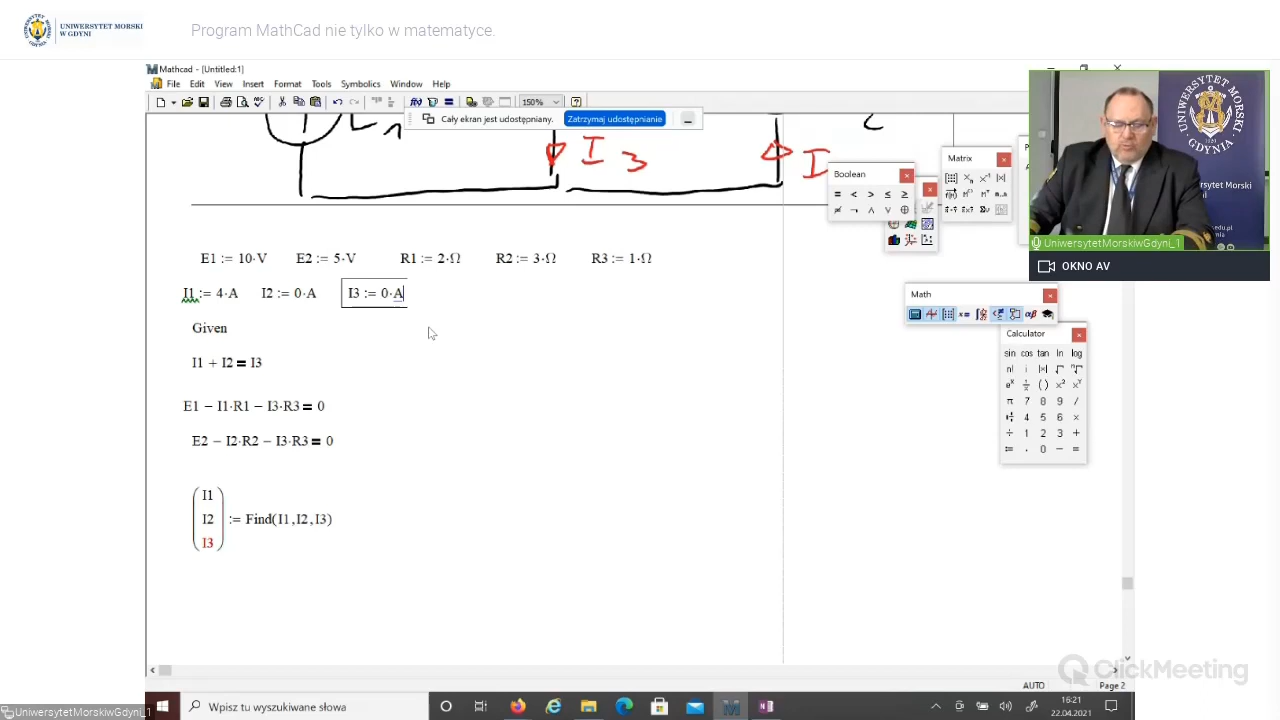 UNIWERSYTET MORSKI
W GDYNI
Program MathCad nie tylko w matematyce.
Mathcad - [Untitled:1]
File Edit View Insert Format Tools Symbolics Window Help
150%
Cały ekran jest udostępniany. Zatrzymaj udostępnianie
I 3
I
Boolean
= < > ≤ ≥
≠ ¬ ∧ ∨ ⊕
Matrix
UNIWERSYTET MORSKI
GDYNIA
UniwersytetMorskiwGdyni_1
OKNO AV
E1 := 10·V E2 := 5·V R1 := 2·Ω R2 := 3·Ω R3 := 1·Ω
I1 := 4·A I2 := 0·A I3 := 0·A
Given
I1 + I2 = I3
E1 − I1·R1 − I3·R3 = 0
E2 − I2·R2 − I3·R3 = 0
I1
I2 := Find(I1,I2,I3)
I3
Math
Calculator
sin cos tan ln log
n! i |×|
π 7 8 9 /
4 5 6 ×
÷ 1 2 3 +
:= . 0 − =
ClickMeeting
AUTO Page 2
UniwersytetMorskiwGdyni_1
Wpisz tu wyszukiwane słowa
16:21
22.04.2021